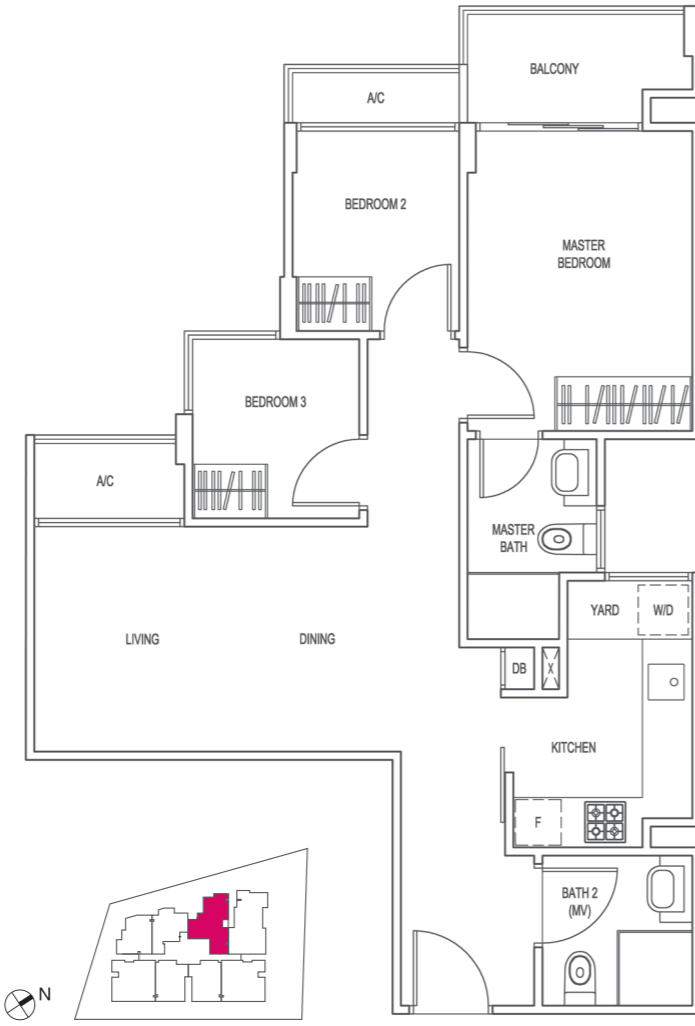 BALCONY
A/C
BEDROOM 2
MASTER
BEDROOM
BEDROOM 3
A/C
MASTER
BATH
YARD
W/D
LIVING
DINING
DB
X
KITCHEN
F
BATH 2
(MV)
N